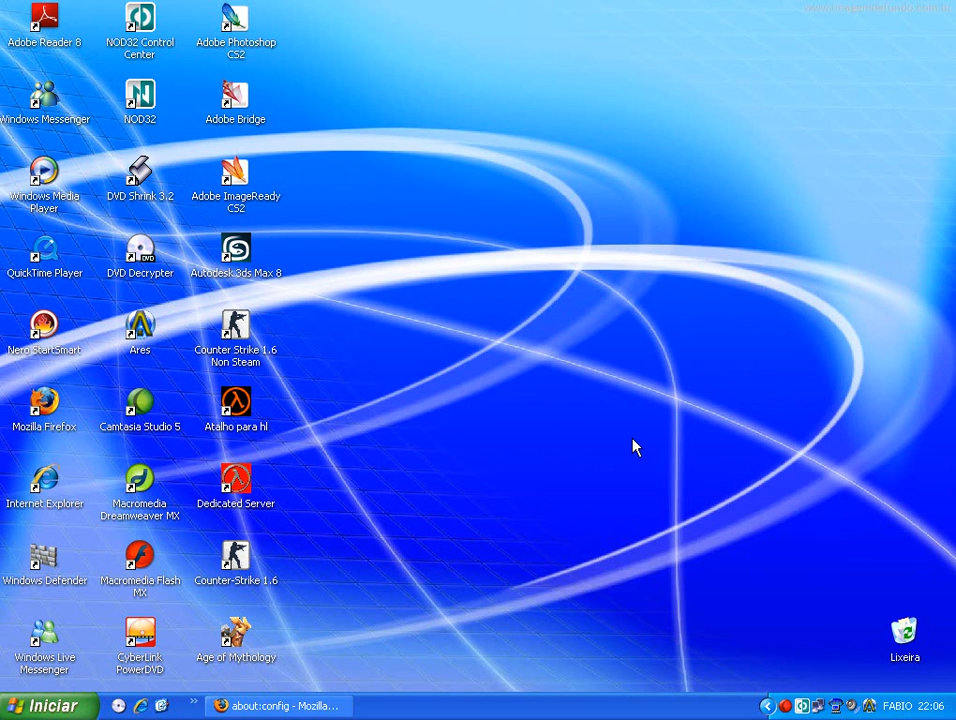 Adobe Reader 8
NOD32 Control
Center
Adobe Photoshop
CS2
Windows Messenger
NOD32
Adobe Bridge
Windows Media
Player
DVD Shrink 3.2
Adobe ImageReady
CS2
QuickTime Player
DVD
DVD Decrypter
Autodesk 3ds Max 8
Nero StartSmart
Ares
Counter Strike 1.6
Non Steam
Mozilla Firefox
Camtasia Studio 5
Atalho para hl
Internet Explorer
Macromedia
Dreamweaver MX
Dedicated Server
Windows Defender
Macromedia Flash
MX
Counter-Strike 1.6
Windows Live
Messenger
CyberLink
PowerDVD
Age of Mythology
Lixeira
Iniciar
about:config - Mozilla...
FABIO 22:06